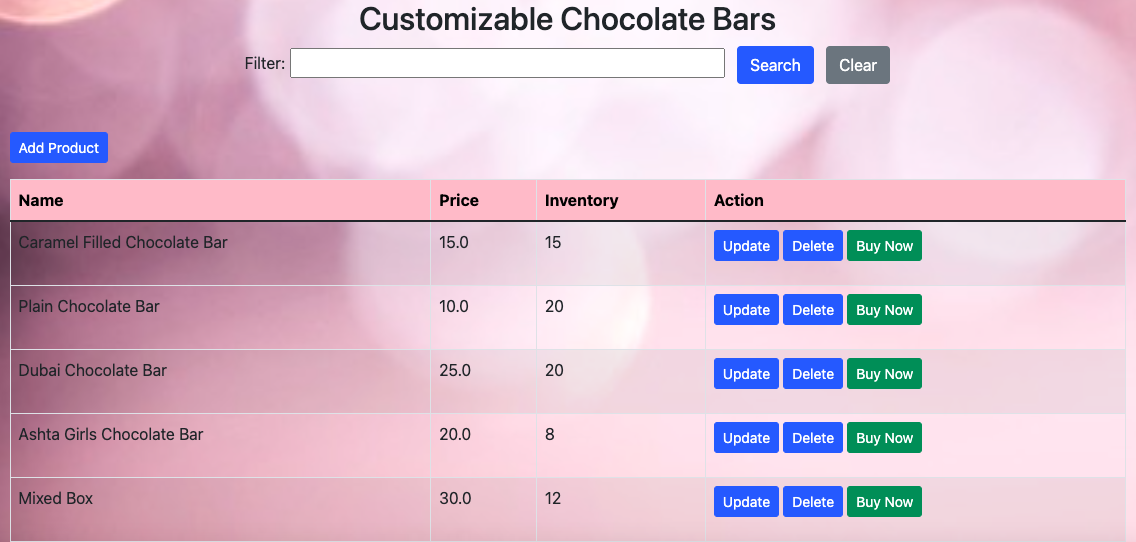 Customizable Chocolate Bars
Filter: Search Clear
Add Product
Name Price Inventory Action
Caramel Filled Chocolate Bar 15.0 15 Update Delete Buy Now
Plain Chocolate Bar 10.0 20 Update Delete Buy Now
Dubai Chocolate Bar 25.0 20 Update Delete Buy Now
Ashta Girls Chocolate Bar 20.0 8 Update Delete Buy Now
Mixed Box 30.0 12 Update Delete Buy Now